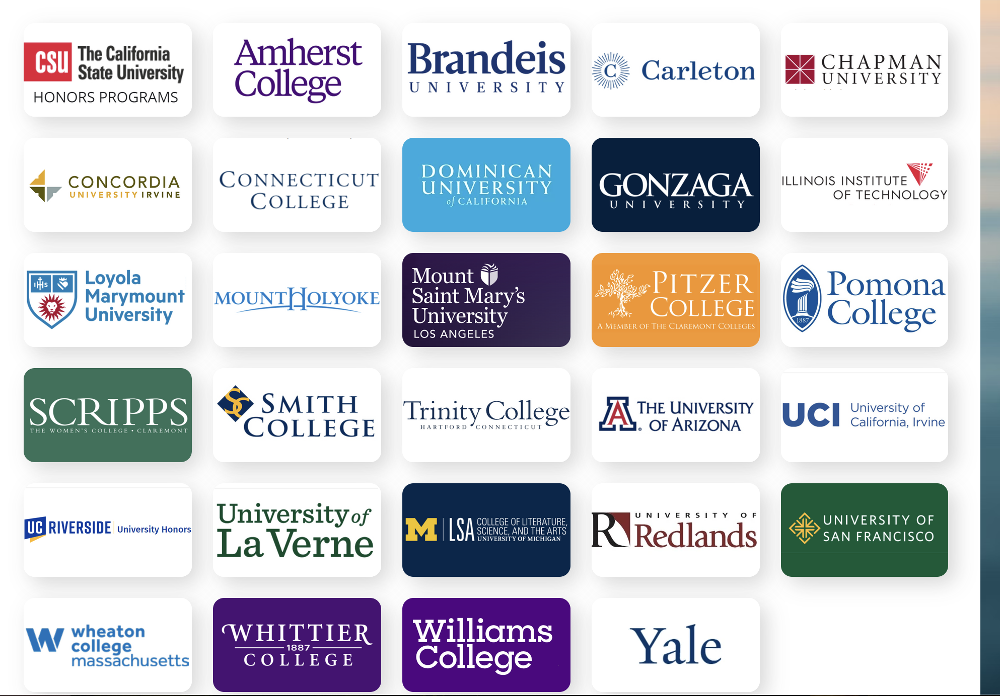 CSU The California
State University
HONORS PROGRAMS
Amherst
College
Brandeis
UNIVERSITY
C Carleton
CHAPMAN
UNIVERSITY
CONCORDIA
UNIVERSITY IRVINE
CONNECTICUT
COLLEGE
DOMINICAN
UNIVERSITY
of CALIFORNIA
GONZAGA
UNIVERSITY
ILLINOIS INSTITUTE
OF TECHNOLOGY
IHS
Loyola
Marymount
University
MOUNT HOLYOKE
Mount
Saint Mary's
University
LOS ANGELES
PITZER
COLLEGE
A MEMBER OF THE CLAREMONT COLLEGES
1887
Pomona
College
SCRIPPS
THE WOMEN'S COLLEGE • CLAREMONT
SC
SMITH
COLLEGE
Trinity College
HARTFORD CONNECTICUT
A
THE UNIVERSITY
OF ARIZONA
UCI
University of
California, Irvine
UC RIVERSIDE University Honors
University of
La Verne
M LSA
COLLEGE OF LITERATURE,
SCIENCE, AND THE ARTS
UNIVERSITY OF MICHIGAN
R
UNIVERSITY OF
Redlands
UNIVERSITY OF
SAN FRANCISCO
W
wheaton
college
massachusetts
WHITTIER
1887
COLLEGE
Williams
College
Yale